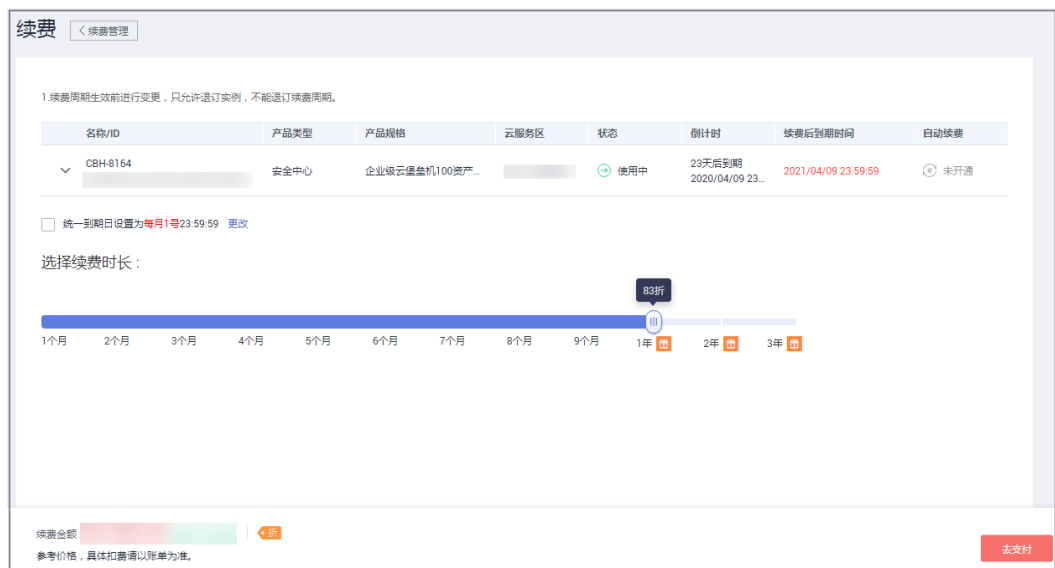 续费 <续费管理
1.续费周期生效前进行变更，只允许退订实例，不能退订续费周期。
名称/ID 产品类型 产品规格 云服务区 状态 倒计时 续费后到期时间 自动续费
CBH-8164 安全中心 企业级云堡垒机100资产... 使用中 23天后到期 2021/04/09 23:59:59 未开通
2020/04/09 23...
统一到期日设置为每月1号23:59:59 更改
选择续费时长：
83折
1个月 2个月 3个月 4个月 5个月 6个月 7个月 8个月 9个月 1年 2年 3年
续费金额 折
参考价格，具体扣费请以账单为准。
去支付